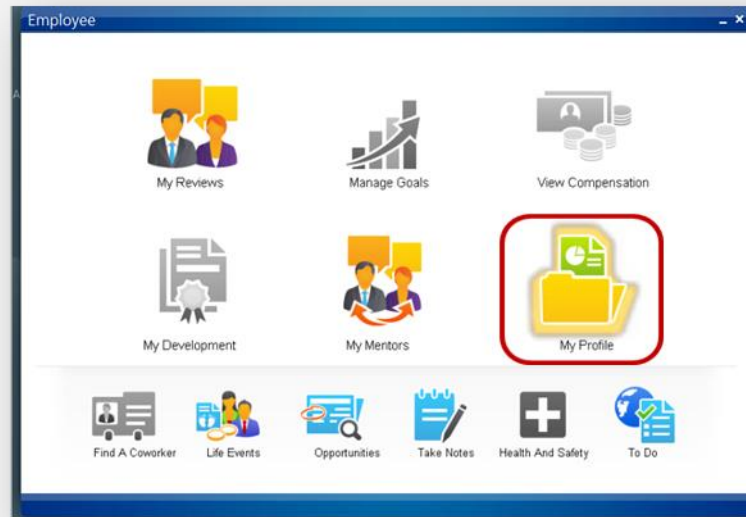 Employee
My Reviews
Manage Goals
View Compensation
My Development
My Mentors
My Profile
Find A Coworker
Life Events
Opportunities
Take Notes
Health And Safety
To Do